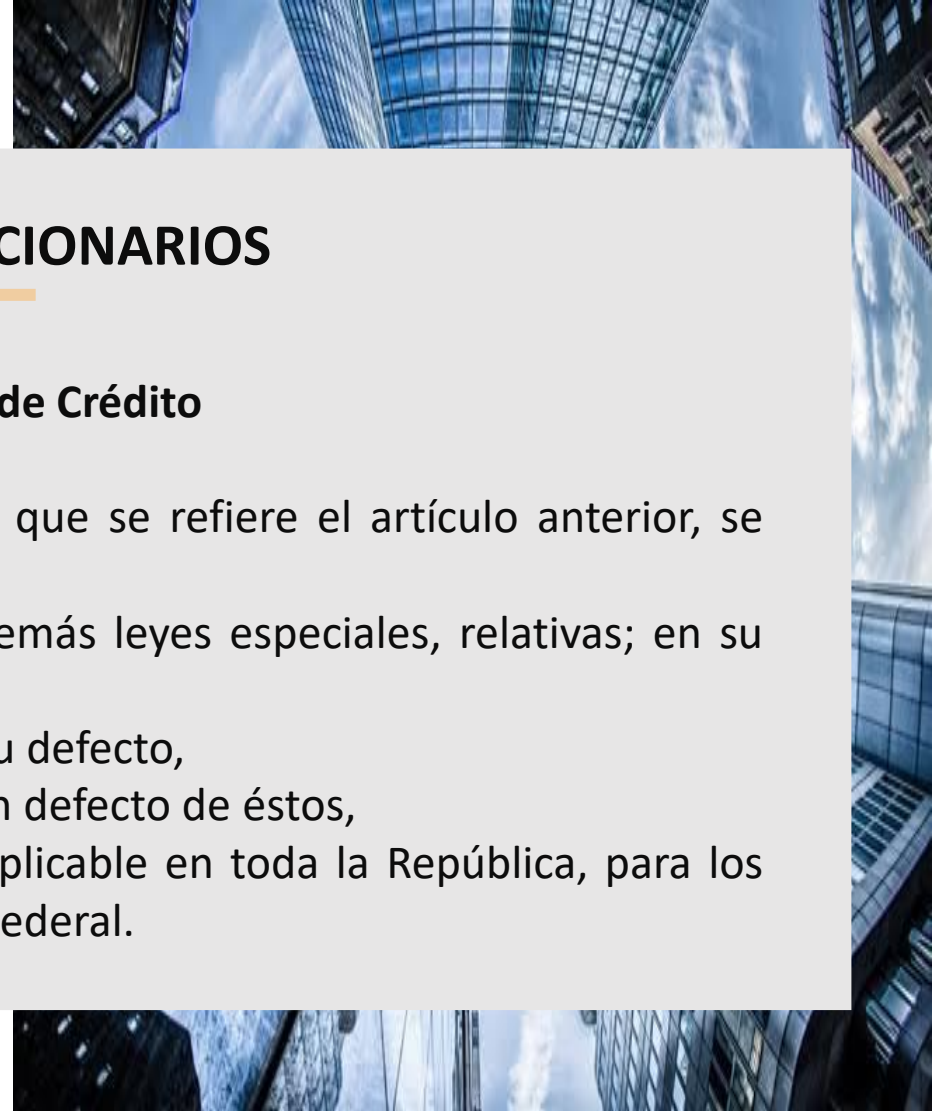 CIONARIOS
de Crédito
que se refiere el artículo anterior, se
emás leyes especiales, relativas; en su
u defecto,
n defecto de éstos,
plicable en toda la República, para los
ederal.